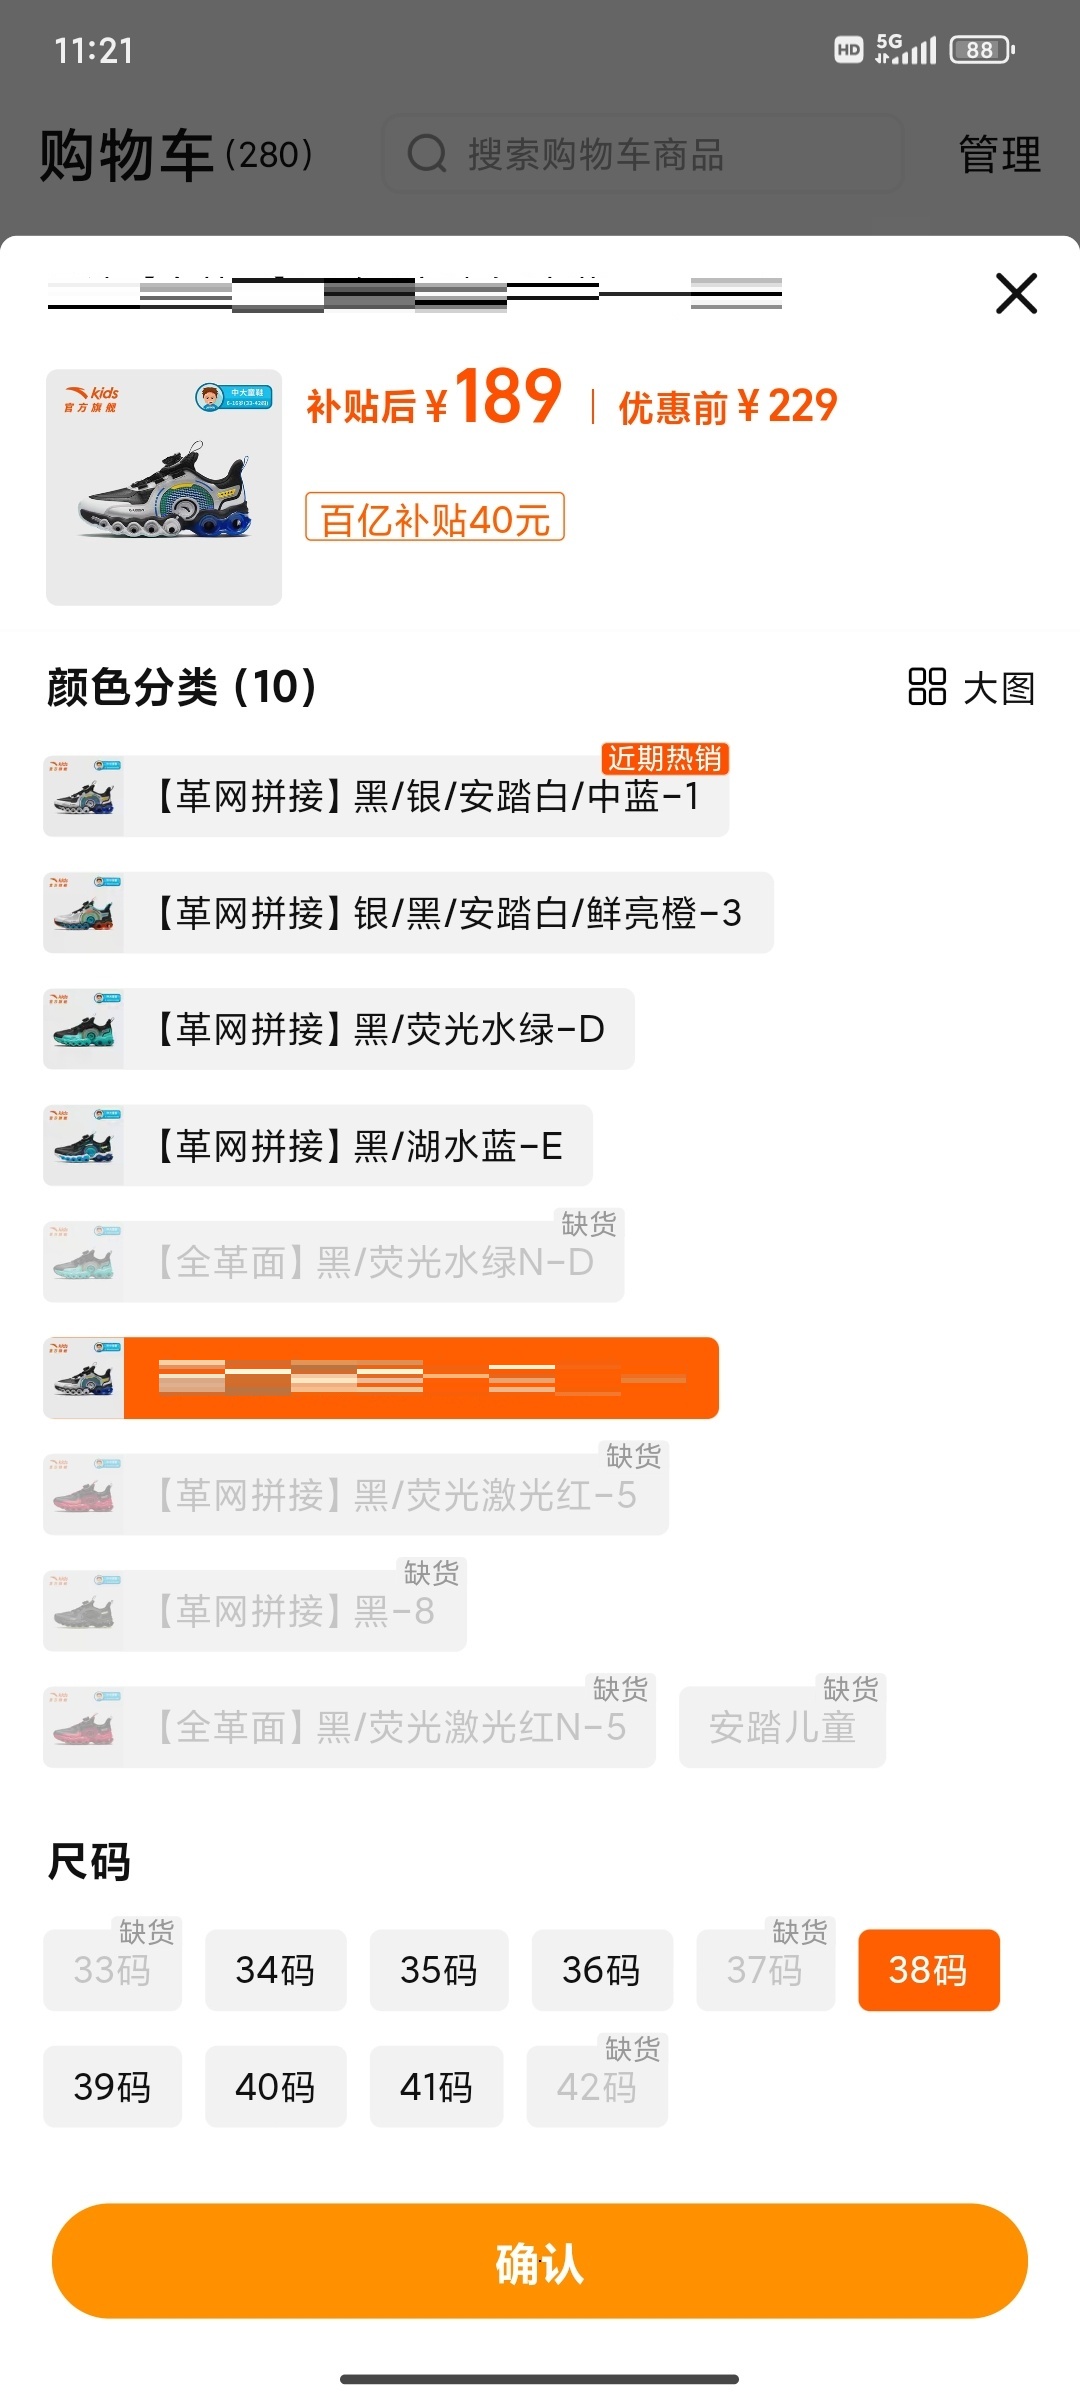 11:21
HD 5G 88
购物车(280)
搜索购物车商品
管理
kids
官方旗舰
中大童鞋
补贴后¥189 | 优惠前¥229
百亿补贴40元
颜色分类 (10)
大图
近期热销
【革网拼接】黑/银/安踏白/中蓝-1
【革网拼接】银/黑/安踏白/鲜亮橙-3
【革网拼接】黑/荧光水绿-D
【革网拼接】黑/湖水蓝-E
缺货
【全革面】黑/荧光水绿N-D
缺货
【革网拼接】黑/荧光激光红-5
缺货
【革网拼接】黑-8
缺货
【全革面】黑/荧光激光红N-5
缺货
安踏儿童
尺码
缺货
33码
34码
35码
36码
缺货
37码
38码
39码
40码
41码
缺货
42码
确认